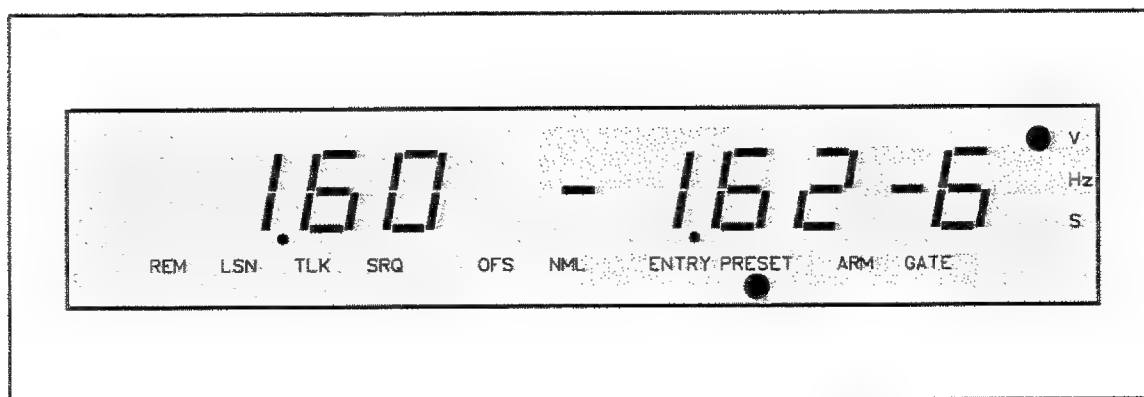 1.60 - 1.62 -6
V
Hz
S
REM LSN TLK SRQ OFS NML ENTRY PRESET ARM GATE